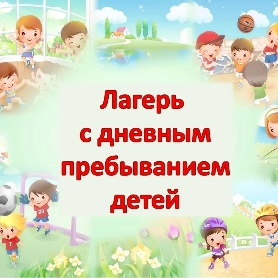 Лагерь
с дневным
пребыванием
детей